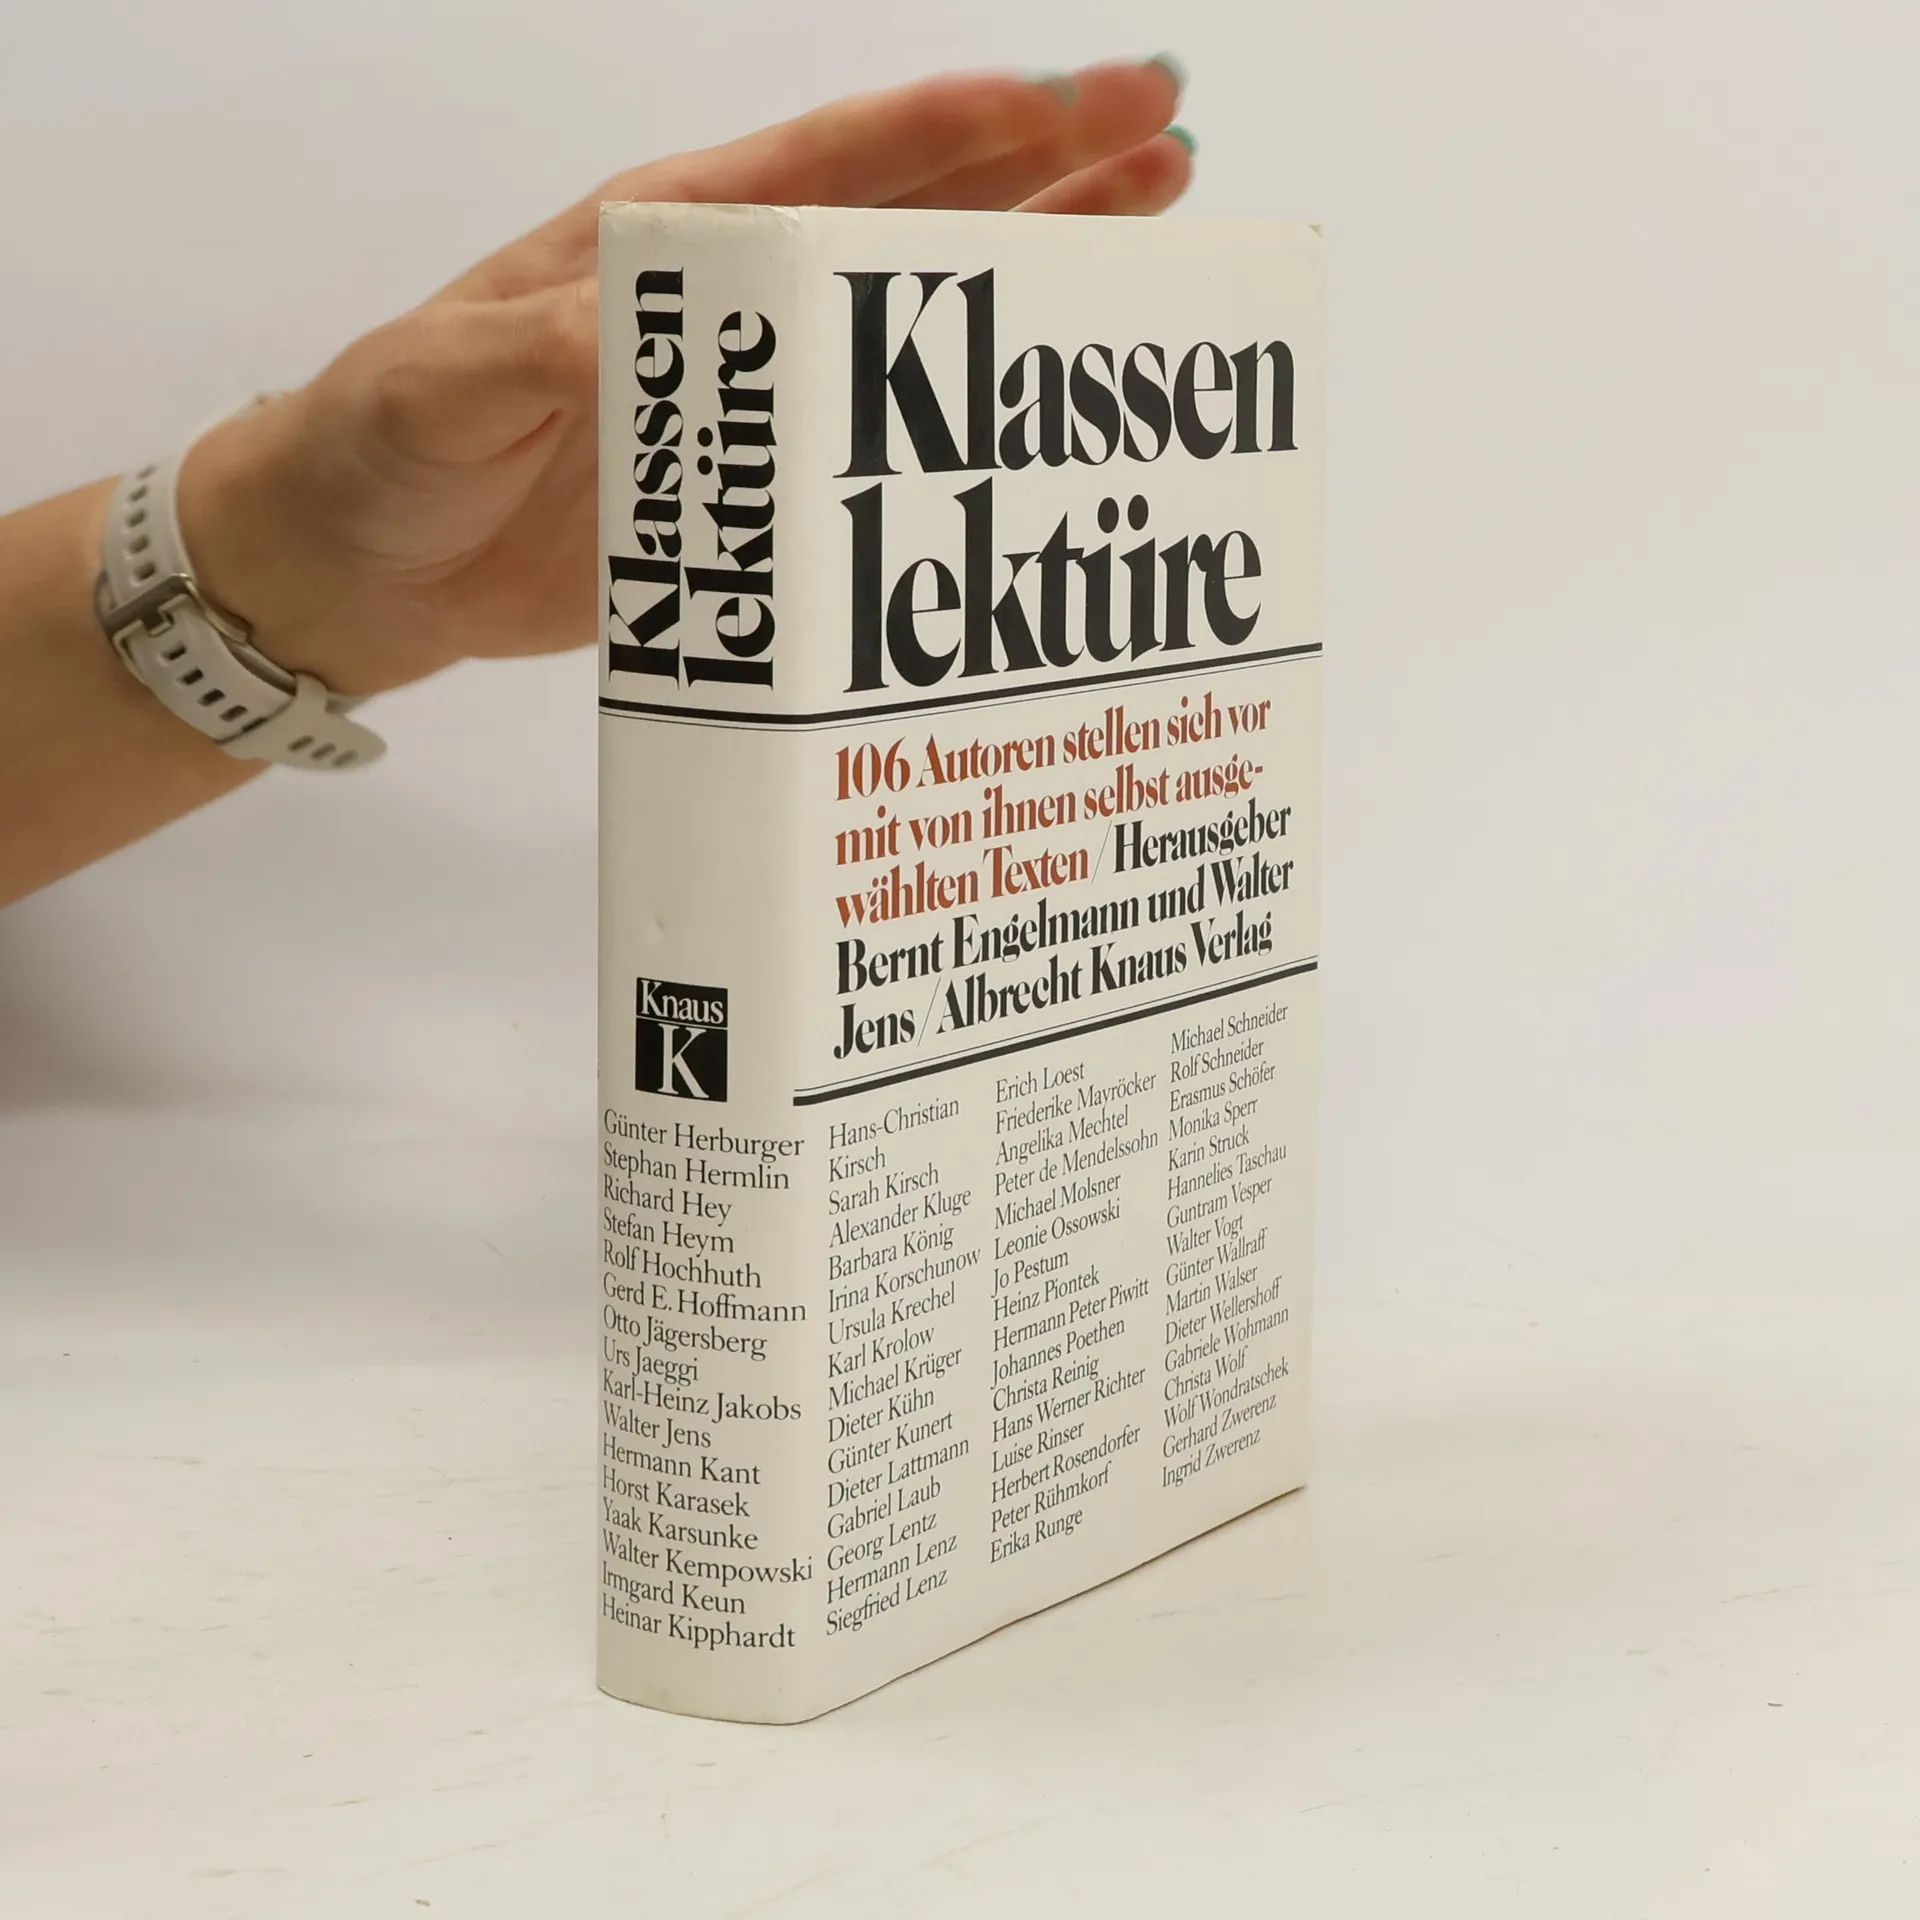 Klassen
lektüre
Knaus
K
Günter Herburger
Stephan Hermlin
Richard Hey
Stefan Heym
Rolf Hochhuth
Gerd E. Hoffmann
Otto Jägersberg
Urs Jaeggi
Karl-Heinz Jakobs
Walter Jens
Hermann Kant
Horst Karasek
Yaak Karsunke
Walter Kempowski
Irmgard Keun
Heinar Kipphardt
Klassen
lektüre
106 Autoren stellen sich vor
mit von ihnen selbst ausge-
wählten Texten / Herausgeber
Bernt Engelmann und Walter
Jens / Albrecht Knaus Verlag
Hans-Christian
Kirsch
Sarah Kirsch
Alexander Kluge
Barbara König
Irina Korschunow
Ursula Krechel
Karl Krolow
Michael Krüger
Dieter Kühn
Günter Kunert
Dieter Lattmann
Gabriel Laub
Georg Lentz
Hermann Lenz
Siegfried Lenz
Erich Loest
Friederike Mayröcker
Angelika Mechtel
Peter de Mendelssohn
Michael Molsner
Leonie Ossowski
Jo Pestum
Heinz Piontek
Hermann Peter Piwitt
Johannes Poethen
Christa Reinig
Hans Werner Richter
Luise Rinser
Herbert Rosendorfer
Peter Rühmkorf
Erika Runge
Michael Schneider
Rolf Schneider
Erasmus Schöfer
Monika Sperr
Karin Struck
Hannelies Taschau
Guntram Vesper
Walter Vogt
Günter Wallraff
Martin Walser
Dieter Wellershoff
Gabriele Wohmann
Christa Wolf
Wolf Wondratschek
Gerhard Zwerenz
Ingrid Zwerenz